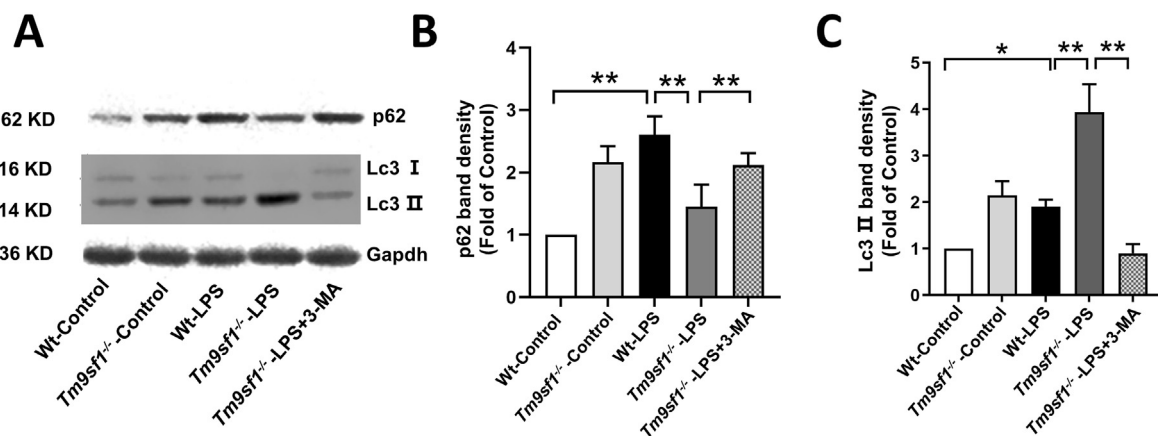 A
62 KD
p62
16 KD
Lc3 I
14 KD
Lc3 II
36 KD
Gapdh
Wt-Control
Tm9sf1-/- -Control
Wt-LPS
Tm9sf1-/- -LPS
Tm9sf1-/- -LPS+3-MA
B
p62 band density
(Fold of Control)
4
3
2
1
0
**
**
**
Wt-Control
Tm9sf1-/- -Control
Wt-LPS
Tm9sf1-/- -LPS
Tm9sf1-/- -LPS+3-MA
C
Lc3 II band density
(Fold of Control)
5
4
3
2
1
0
*
**
**
Wt-Control
Tm9sf1-/- -Control
Wt-LPS
Tm9sf1-/- -LPS
Tm9sf1-/- -LPS+3-MA